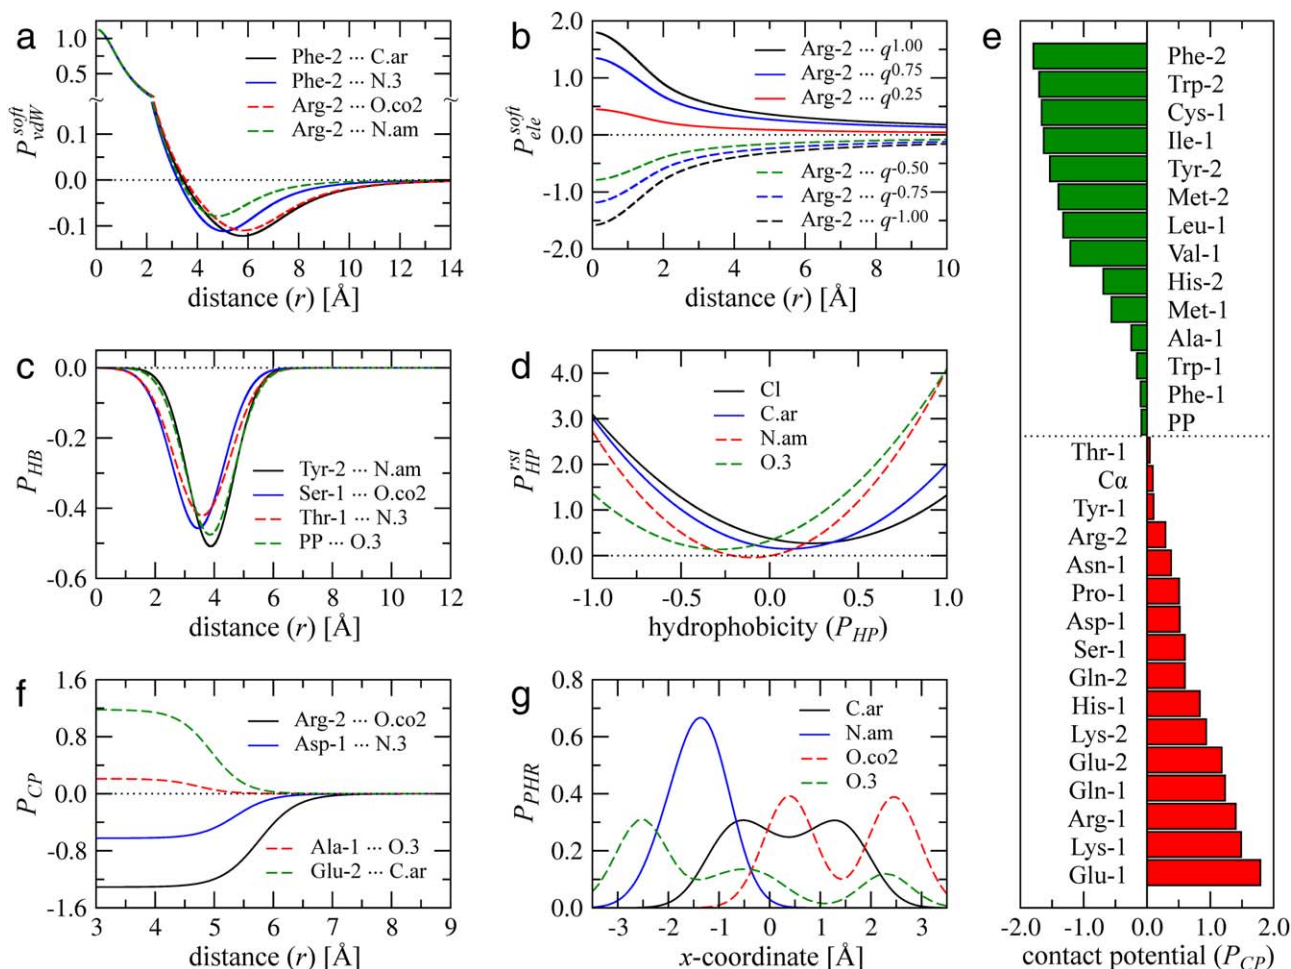 a
1.0
0.5
0.1
0.0
-0.1
P_vdW^soft
Phe-2 ··· C.ar
Phe-2 ··· N.3
Arg-2 ··· O.co2
Arg-2 ··· N.am
0 2 4 6 8 10 12 14
distance (r) [Å]
b
2.0
1.0
0.0
-1.0
-2.0
P_ele^soft
Arg-2 ··· q^1.00
Arg-2 ··· q^0.75
Arg-2 ··· q^0.25
Arg-2 ··· q^-0.50
Arg-2 ··· q^-0.75
Arg-2 ··· q^-1.00
0 2 4 6 8 10
distance (r) [Å]
c
0.0
-0.2
-0.4
-0.6
P_HB
Tyr-2 ··· N.am
Ser-1 ··· O.co2
Thr-1 ··· N.3
PP ··· O.3
0 2 4 6 8 10 12
distance (r) [Å]
d
4.0
3.0
2.0
1.0
0.0
P_HP^rst
Cl
C.ar
N.am
O.3
-1.0 -0.5 0.0 0.5 1.0
hydrophobicity (P_HP)
f
1.6
0.8
0.0
-0.8
-1.6
P_CP
Arg-2 ··· O.co2
Asp-1 ··· N.3
Ala-1 ··· O.3
Glu-2 ··· C.ar
3 4 5 6 7 8 9
distance (r) [Å]
g
0.8
0.6
0.4
0.2
0.0
P_PHR
C.ar
N.am
O.co2
O.3
-3 -2 -1 0 1 2 3
x-coordinate [Å]
e
Phe-2
Trp-2
Cys-1
Ile-1
Tyr-2
Met-2
Leu-1
Val-1
His-2
Met-1
Ala-1
Trp-1
Phe-1
PP
Thr-1
Cα
Tyr-1
Arg-2
Asn-1
Pro-1
Asp-1
Ser-1
Gln-2
His-1
Lys-2
Glu-2
Gln-1
Arg-1
Lys-1
Glu-1
-2.0 -1.0 0.0 1.0 2.0
contact potential (P_CP)